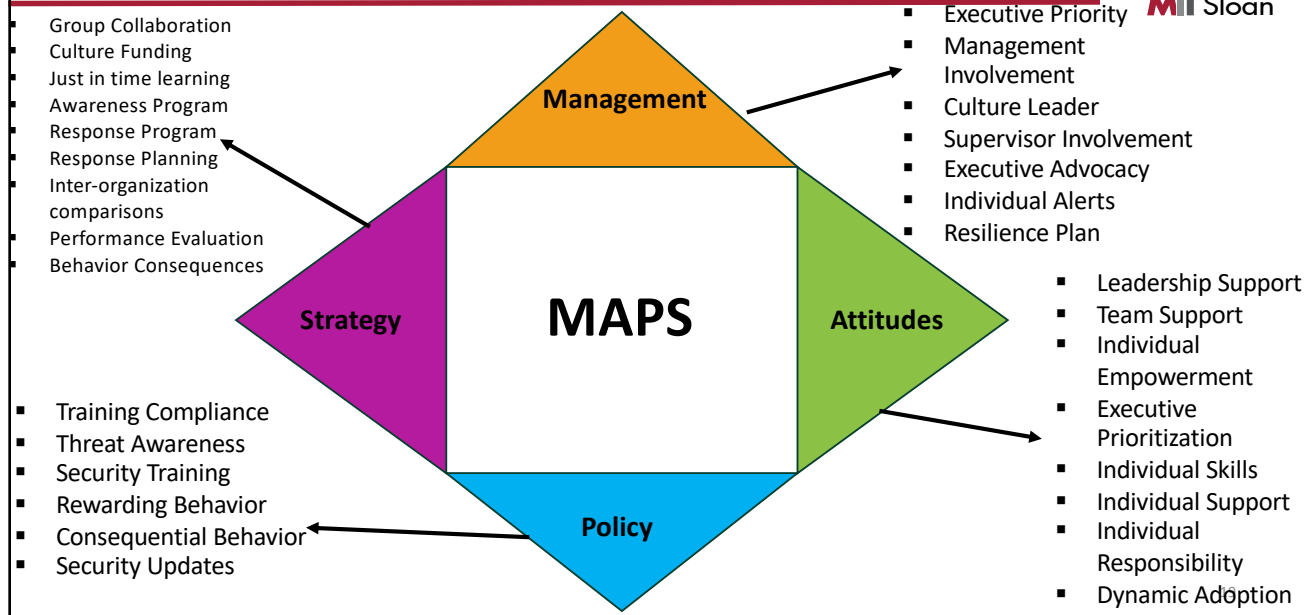 MIT Sloan
▪ Group Collaboration
▪ Culture Funding
▪ Just in time learning
▪ Awareness Program
▪ Response Program
▪ Response Planning
▪ Inter-organization
comparisons
▪ Performance Evaluation
▪ Behavior Consequences
Management
▪ Executive Priority
▪ Management
Involvement
▪ Culture Leader
▪ Supervisor Involvement
▪ Executive Advocacy
▪ Individual Alerts
▪ Resilience Plan
Strategy
MAPS
Attitudes
▪ Leadership Support
▪ Team Support
▪ Individual
Empowerment
▪ Executive
Prioritization
▪ Individual Skills
▪ Individual Support
▪ Individual
Responsibility
▪ Dynamic Adoption
▪ Training Compliance
▪ Threat Awareness
▪ Security Training
▪ Rewarding Behavior
▪ Consequential Behavior
▪ Security Updates
Policy